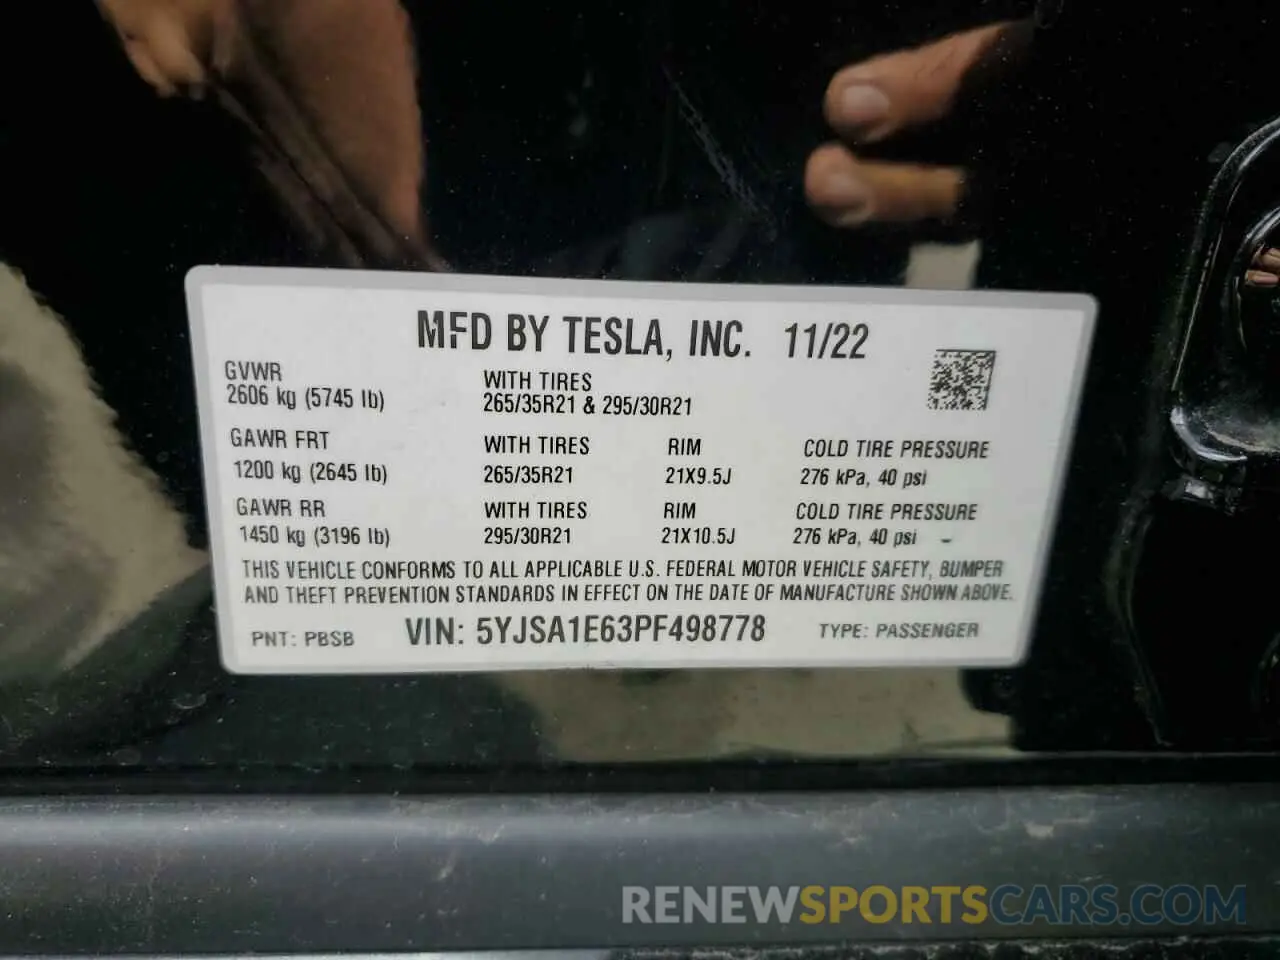 MFD BY TESLA, INC. 11/22
GVWR
2606 kg (5745 lb)
WITH TIRES
265/35R21 & 295/30R21
GAWR FRT WITH TIRES RIM COLD TIRE PRESSURE
1200 kg (2645 lb) 265/35R21 21X9.5J 276 kPa, 40 psi
GAWR RR WITH TIRES RIM COLD TIRE PRESSURE
1450 kg (3196 lb) 295/30R21 21X10.5J 276 kPa, 40 psi
THIS VEHICLE CONFORMS TO ALL APPLICABLE U.S. FEDERAL MOTOR VEHICLE SAFETY, BUMPER
AND THEFT PREVENTION STANDARDS IN EFFECT ON THE DATE OF MANUFACTURE SHOWN ABOVE.
PNT: PBSB VIN: 5YJSA1E63PF498778 TYPE: PASSENGER
RENEWSPORTSCARS.COM